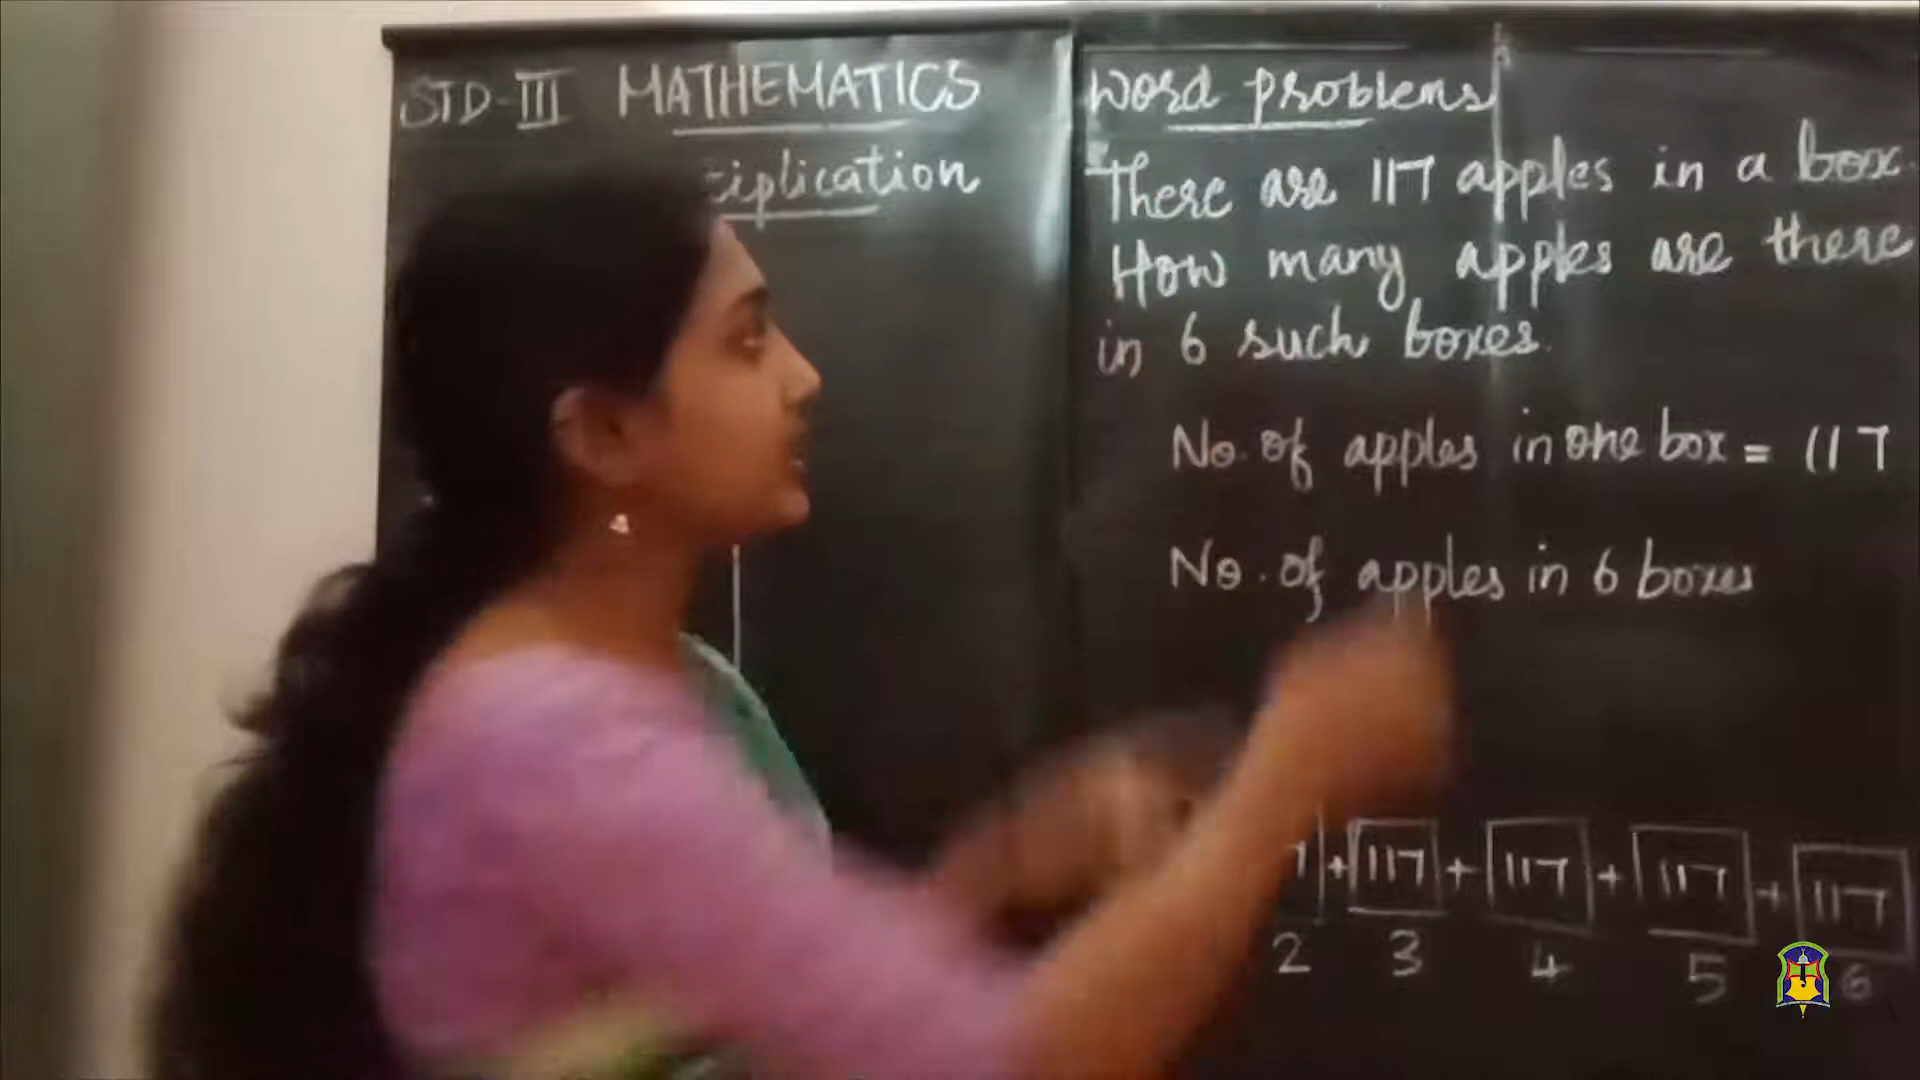 STD-III MATHEMATICS
Word problems
There are 117 apples in a box.
How many apples are there
in 6 such boxes.
No. of apples in one box = 117
No. of apples in 6 boxes
+ 117 + 117 + 117 + 117
2 3 4 5 6